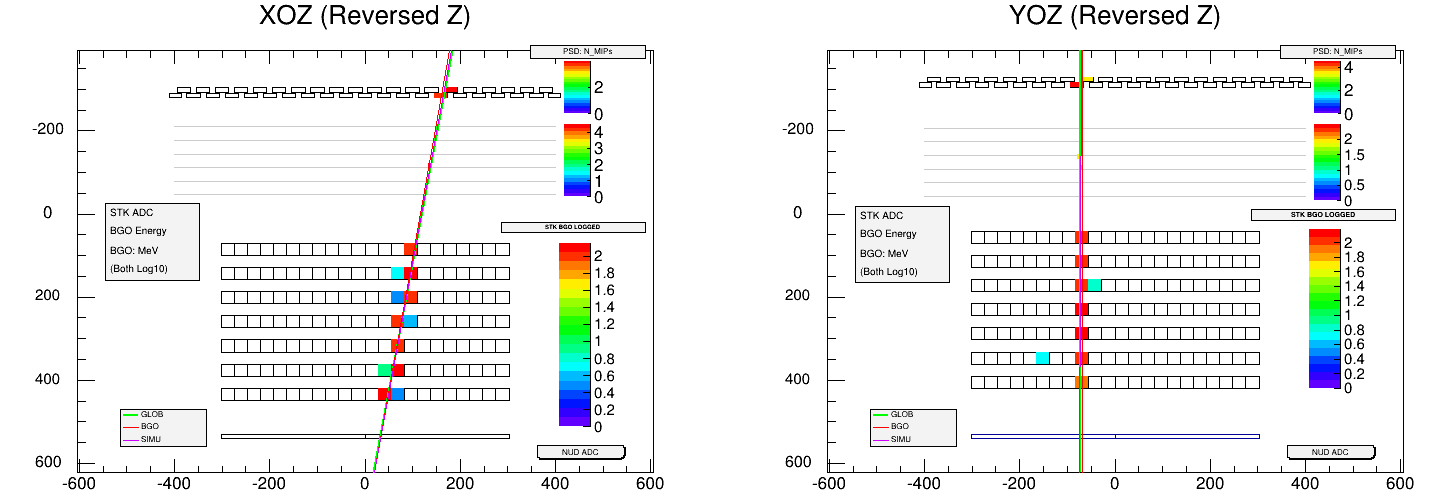 XOZ (Reversed Z)
PSD: N_MIPs
2
0
4
3
2
1
0
-200
0
200
400
600
STK ADC
BGO Energy
BGO: MeV
(Both Log10)
STK BGO LOGGED
2
1.8
1.6
1.4
1.2
1
0.8
0.6
0.4
0.2
0
GLOB
BGO
SIMU
NUD ADC
-600
-400
-200
0
200
400
600
YOZ (Reversed Z)
PSD: N_MIPs
4
2
0
2
1.5
1
0.5
0
-200
0
200
400
600
STK ADC
BGO Energy
BGO: MeV
(Both Log10)
STK BGO LOGGED
2
1.8
1.6
1.4
1.2
1
0.8
0.6
0.4
0.2
0
GLOB
BGO
SIMU
NUD ADC
-600
-400
-200
0
200
400
600